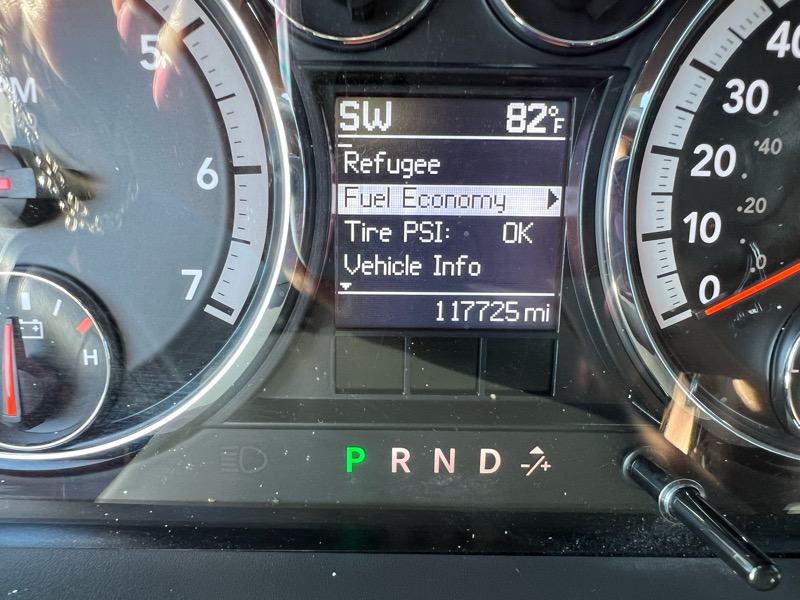 5
6
7
H
SW 82°F
Refugee
Fuel Economy
Tire PSI: OK
Vehicle Info
117725 mi
P R N D -/+
40
30
20
10
0
40
20
0